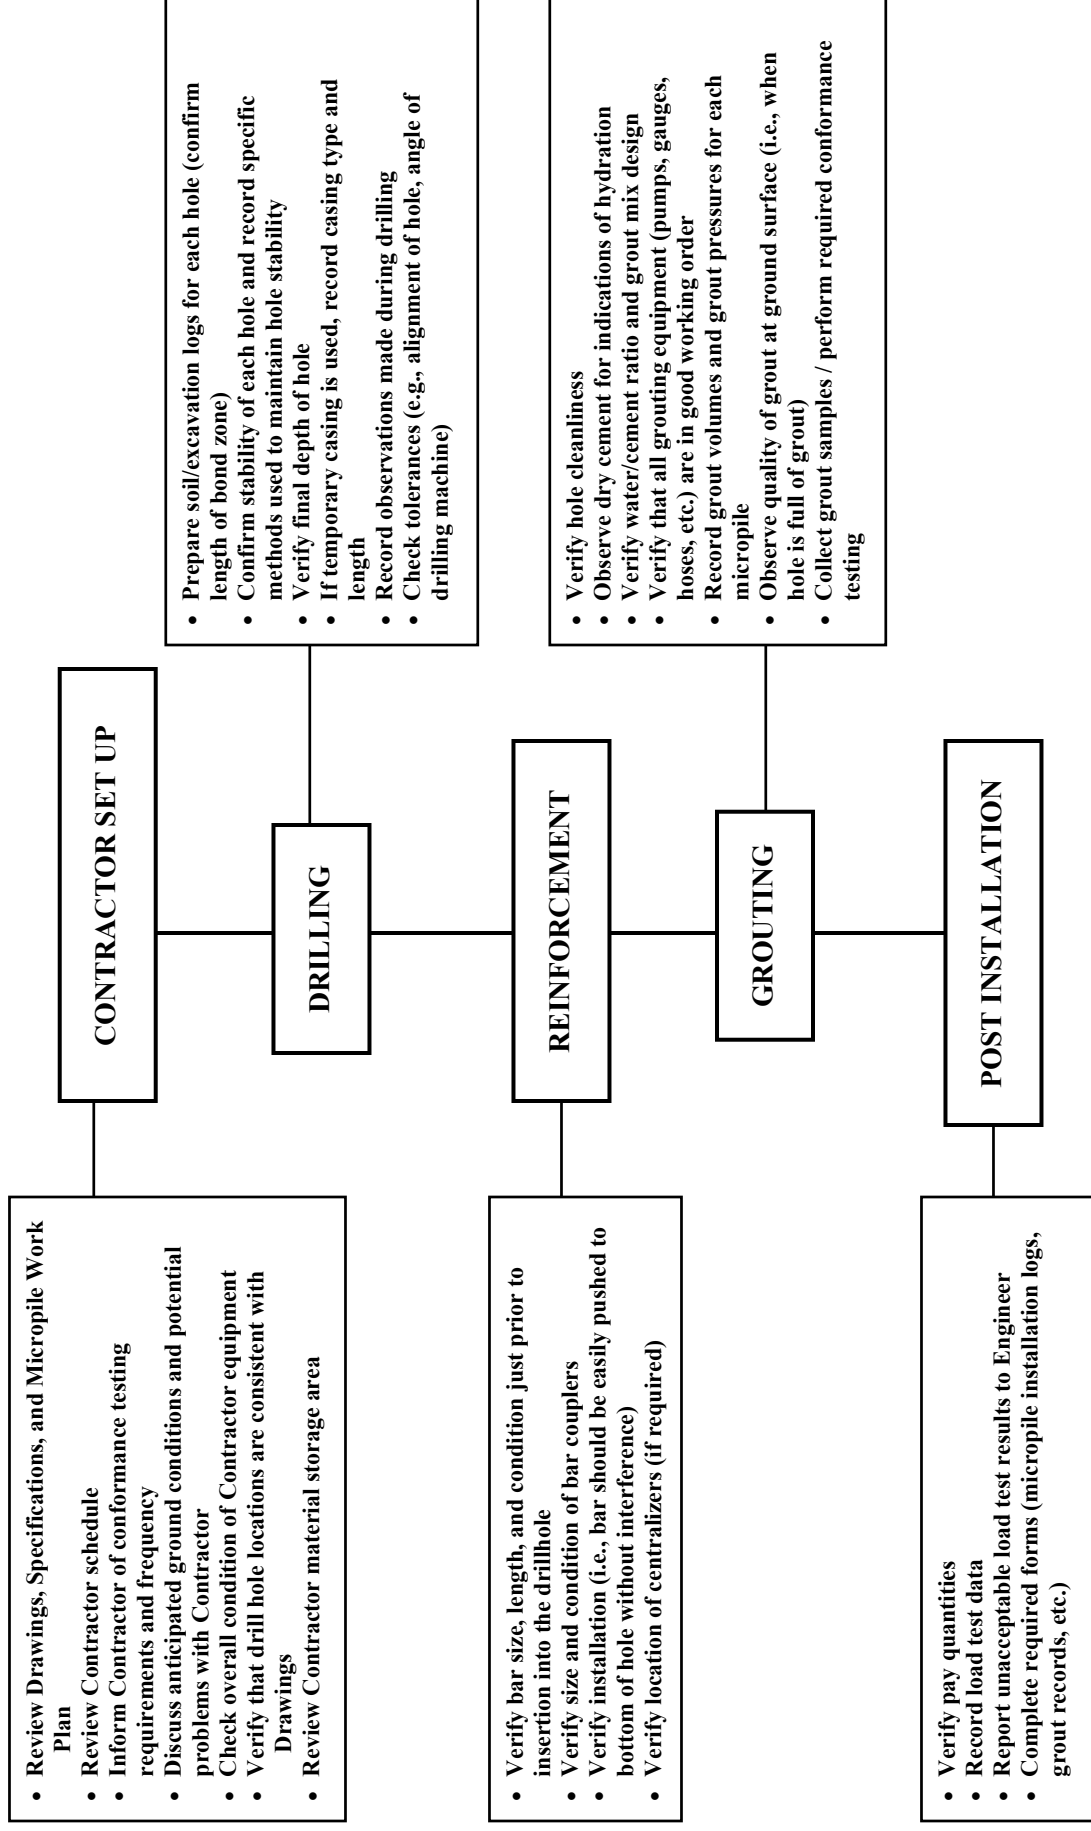 CONTRACTOR SET UP
• Review Drawings, Specifications, and Micropile Work
Plan
• Review Contractor schedule
• Inform Contractor of conformance testing
requirements and frequency
• Discuss anticipated ground conditions and potential
problems with Contractor
• Check overall condition of Contractor equipment
• Verify that drill hole locations are consistent with
Drawings
• Review Contractor material storage area
DRILLING
• Prepare soil/excavation logs for each hole (confirm
length of bond zone)
• Confirm stability of each hole and record specific
methods used to maintain hole stability
• Verify final depth of hole
• If temporary casing is used, record casing type and
length
• Record observations made during drilling
• Check tolerances (e.g., alignment of hole, angle of
drilling machine)
REINFORCEMENT
• Verify bar size, length, and condition just prior to
insertion into the drillhole
• Verify size and condition of bar couplers
• Verify installation (i.e., bar should be easily pushed to
bottom of hole without interference)
• Verify location of centralizers (if required)
GROUTING
• Verify hole cleanliness
• Observe dry cement for indications of hydration
• Verify water/cement ratio and grout mix design
• Verify that all grouting equipment (pumps, gauges,
hoses, etc.) are in good working order
• Record grout volumes and grout pressures for each
micropile
• Observe quality of grout at ground surface (i.e., when
hole is full of grout)
• Collect grout samples / perform required conformance
testing
POST INSTALLATION
• Verify pay quantities
• Record load test data
• Report unacceptable load test results to Engineer
• Complete required forms (micropile installation logs,
grout records, etc.)